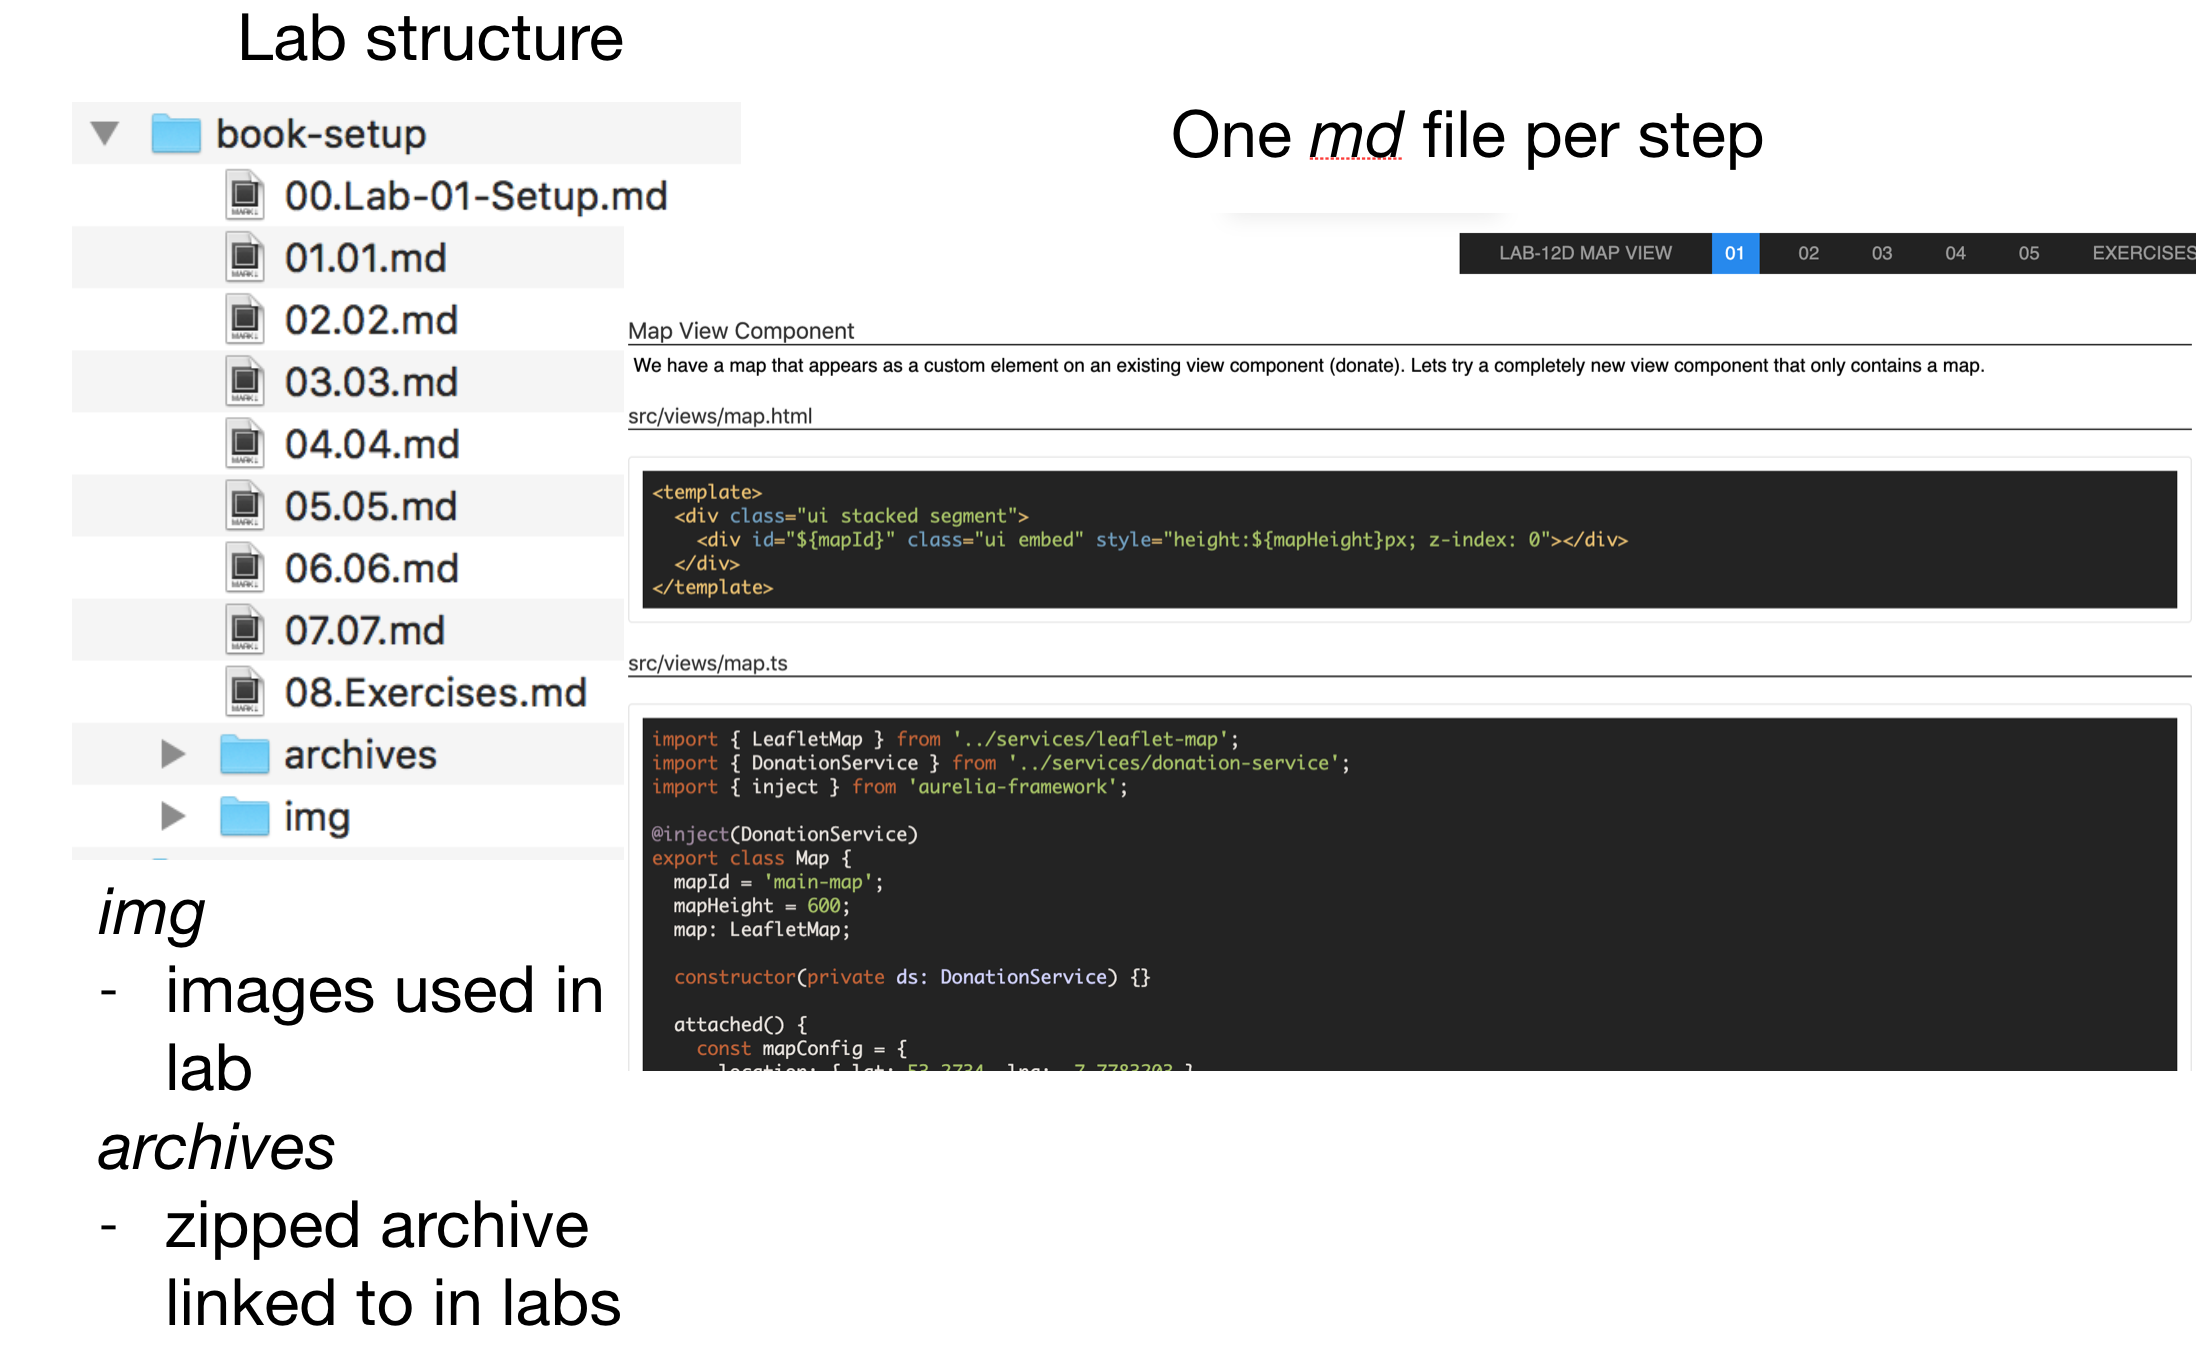 Lab structure
book-setup
00.Lab-01-Setup.md
01.01.md
02.02.md
03.03.md
04.04.md
05.05.md
06.06.md
07.07.md
08.Exercises.md
archives
img
img
- images used in
lab
archives
- zipped archive
linked to in labs
One md file per step
LAB-12D MAP VIEW 01 02 03 04 05 EXERCISES
Map View Component
We have a map that appears as a custom element on an existing view component (donate). Lets try a completely new view component that only contains a map.
src/views/map.html
<template>
  <div class="ui stacked segment">
    <div id="${mapId}" class="ui embed" style="height:${mapHeight}px; z-index: 0"></div>
  </div>
</template>
src/views/map.ts
import { LeafletMap } from '../services/leaflet-map';
import { DonationService } from '../services/donation-service';
import { inject } from 'aurelia-framework';
@inject(DonationService)
export class Map {
  mapId = 'main-map';
  mapHeight = 600;
  map: LeafletMap;
  constructor(private ds: DonationService) {}
  attached() {
    const mapConfig = {